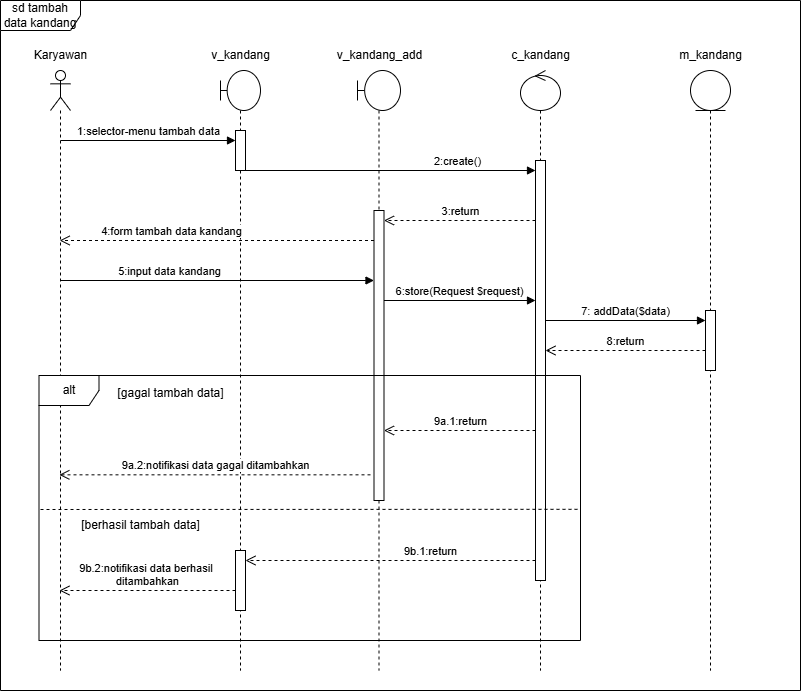 sd tambah
data kandang
Karyawan
v_kandang
v_kandang_add
c_kandang
m_kandang
1:selector-menu tambah data
2:create()
3:return
4:form tambah data kandang
5:input data kandang
6:store(Request $request)
7: addData($data)
8:return
alt
[gagal tambah data]
9a.1:return
9a.2:notifikasi data gagal ditambahkan
[berhasil tambah data]
9b.1:return
9b.2:notifikasi data berhasil
ditambahkan